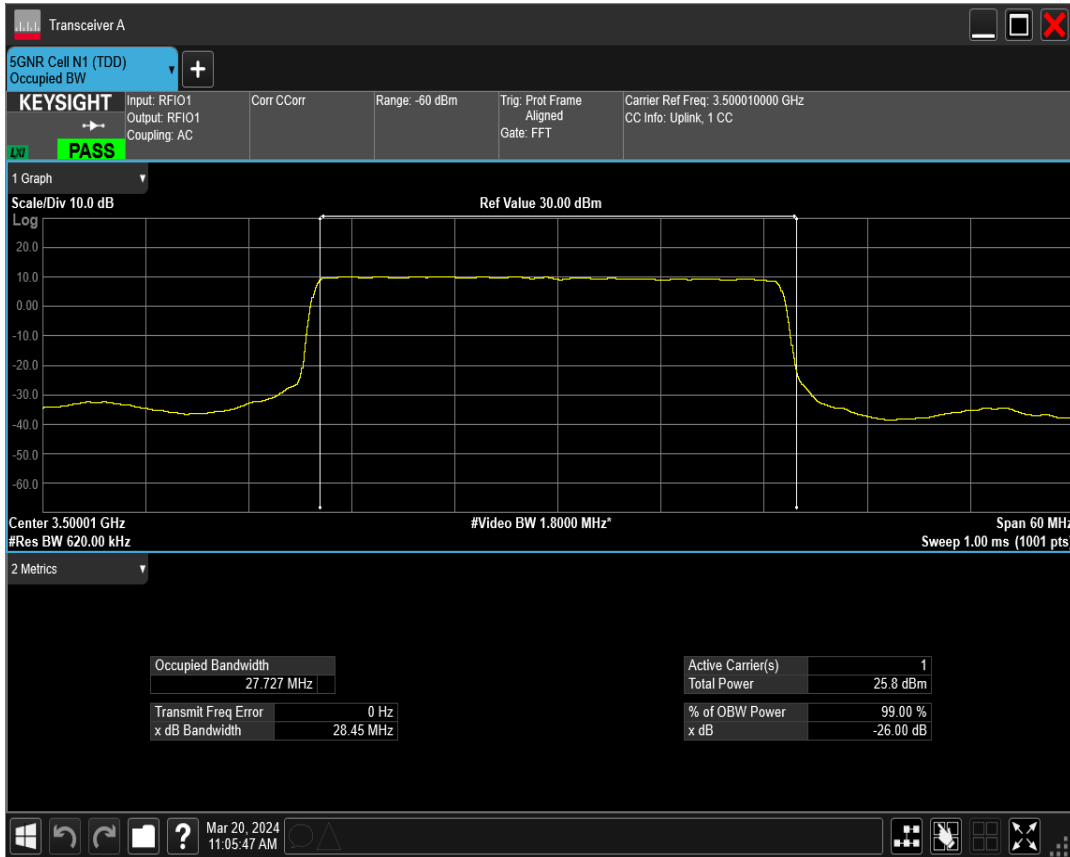 Transceiver A
5GNR Cell N1 (TDD)
Occupied BW
+
KEYSIGHT
LXI
PASS
Input: RFIO1
Output: RFIO1
Coupling: AC
Corr CCorr
Range: -60 dBm
Trig: Prot Frame
Aligned
Gate: FFT
Carrier Ref Freq: 3.500010000 GHz
CC Info: Uplink, 1 CC
1 Graph
Scale/Div 10.0 dB
Ref Value 30.00 dBm
Log
20.0
10.0
0.00
-10.0
-20.0
-30.0
-40.0
-50.0
-60.0
Center 3.50001 GHz
#Video BW 1.8000 MHz*
Span 60 MHz
#Res BW 620.00 kHz
Sweep 1.00 ms (1001 pts)
2 Metrics
Occupied Bandwidth
27.727 MHz
Transmit Freq Error 0 Hz
x dB Bandwidth 28.45 MHz
Active Carrier(s) 1
Total Power 25.8 dBm
% of OBW Power 99.00 %
x dB -26.00 dB
?
Mar 20, 2024
11:05:47 AM